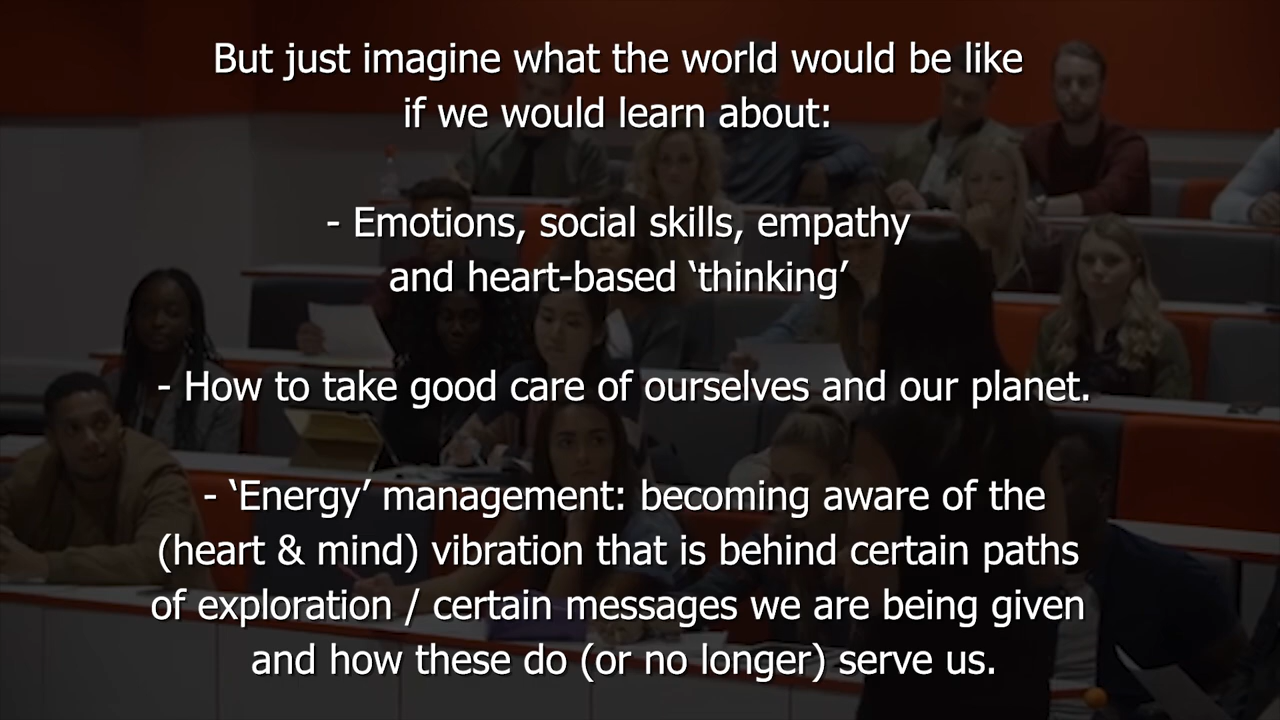 But just imagine what the world would be like
if we would learn about:
- Emotions, social skills, empathy
and heart-based ‘thinking’
- How to take good care of ourselves and our planet.
- ‘Energy’ management: becoming aware of the
(heart & mind) vibration that is behind certain paths
of exploration / certain messages we are being given
and how these do (or no longer) serve us.